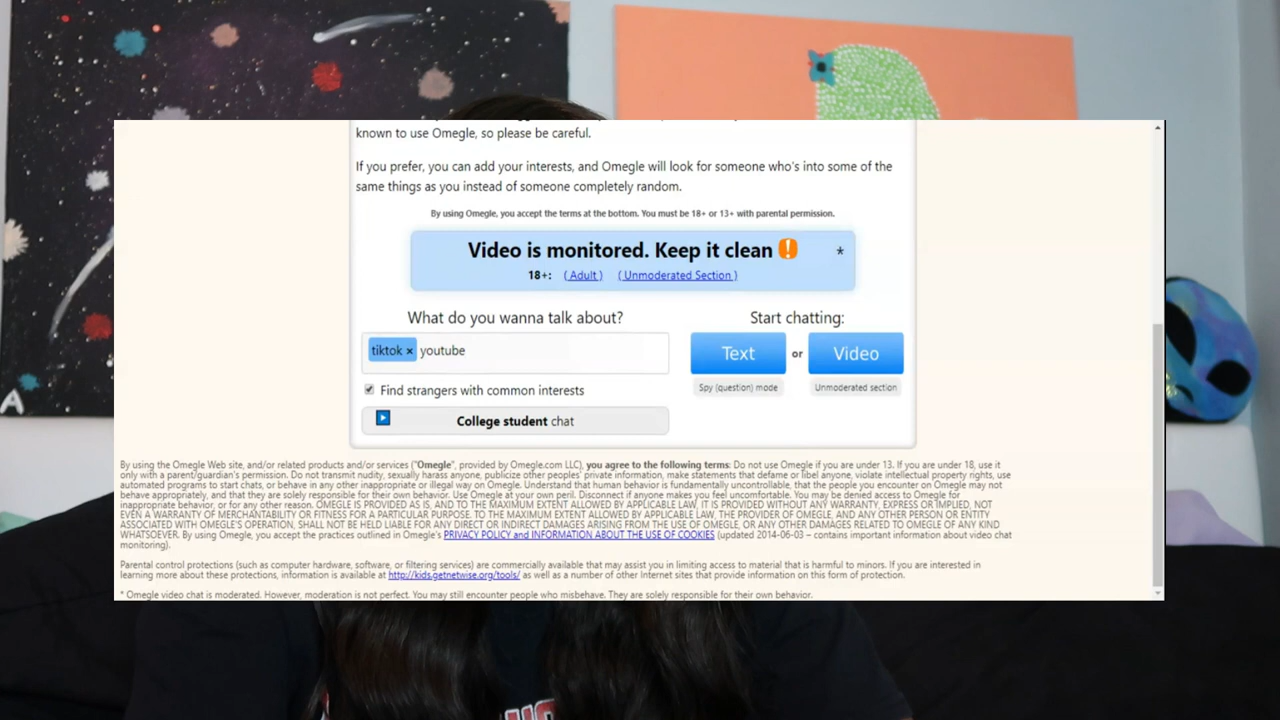 known to use Omegle, so please be careful.
If you prefer, you can add your interests, and Omegle will look for someone who's into some of the
same things as you instead of someone completely random.
By using Omegle, you accept the terms at the bottom. You must be 18+ or 13+ with parental permission.
Video is monitored. Keep it clean ! *
18+: (Adult) (Unmoderated Section)
What do you wanna talk about?
Start chatting:
tiktok × youtube
Text or Video
Find strangers with common interests
Spy (question) mode
Unmoderated section
College student chat
By using the Omegle Web site, and/or related products and/or services ("Omegle", provided by Omegle.com LLC), you agree to the following terms: Do not use Omegle if you are under 13. If you are under 18, use it
only with a parent/guardian's permission. Do not transmit nudity, sexually harass anyone, publicize other peoples' private information, make statements that defame or libel anyone, violate intellectual property rights, use
automated programs to start chats, or behave in any other inappropriate or illegal way on Omegle. Understand that human behavior is fundamentally uncontrollable, that the people you encounter on Omegle may not
behave appropriately, and that they are solely responsible for their own behavior. Use Omegle at your own peril. Disconnect if anyone makes you feel uncomfortable. You may be denied access to Omegle for
inappropriate behavior, or for any other reason. OMEGLE IS PROVIDED AS IS, AND TO THE MAXIMUM EXTENT ALLOWED BY APPLICABLE LAW, IT IS PROVIDED WITHOUT ANY WARRANTY, EXPRESS OR IMPLIED, NOT
EVEN A WARRANTY OF MERCHANTABILITY OR FITNESS FOR A PARTICULAR PURPOSE. TO THE MAXIMUM EXTENT ALLOWED BY APPLICABLE LAW, THE PROVIDER OF OMEGLE, AND ANY OTHER PERSON OR ENTITY
ASSOCIATED WITH OMEGLE'S OPERATION, SHALL NOT BE HELD LIABLE FOR ANY DIRECT OR INDIRECT DAMAGES ARISING FROM THE USE OF OMEGLE, OR ANY OTHER DAMAGES RELATED TO OMEGLE OF ANY KIND
WHATSOEVER. By using Omegle, you accept the practices outlined in Omegle's PRIVACY POLICY and INFORMATION ABOUT THE USE OF COOKIES (updated 2014-06-03 – contains important information about video chat
monitoring).
Parental control protections (such as computer hardware, software, or filtering services) are commercially available that may assist you in limiting access to material that is harmful to minors. If you are interested in
learning more about these protections, information is available at http://kids.getnetwise.org/tools/ as well as a number of other Internet sites that provide information on this form of protection.
* Omegle video chat is moderated. However, moderation is not perfect. You may still encounter people who misbehave. They are solely responsible for their own behavior.
A